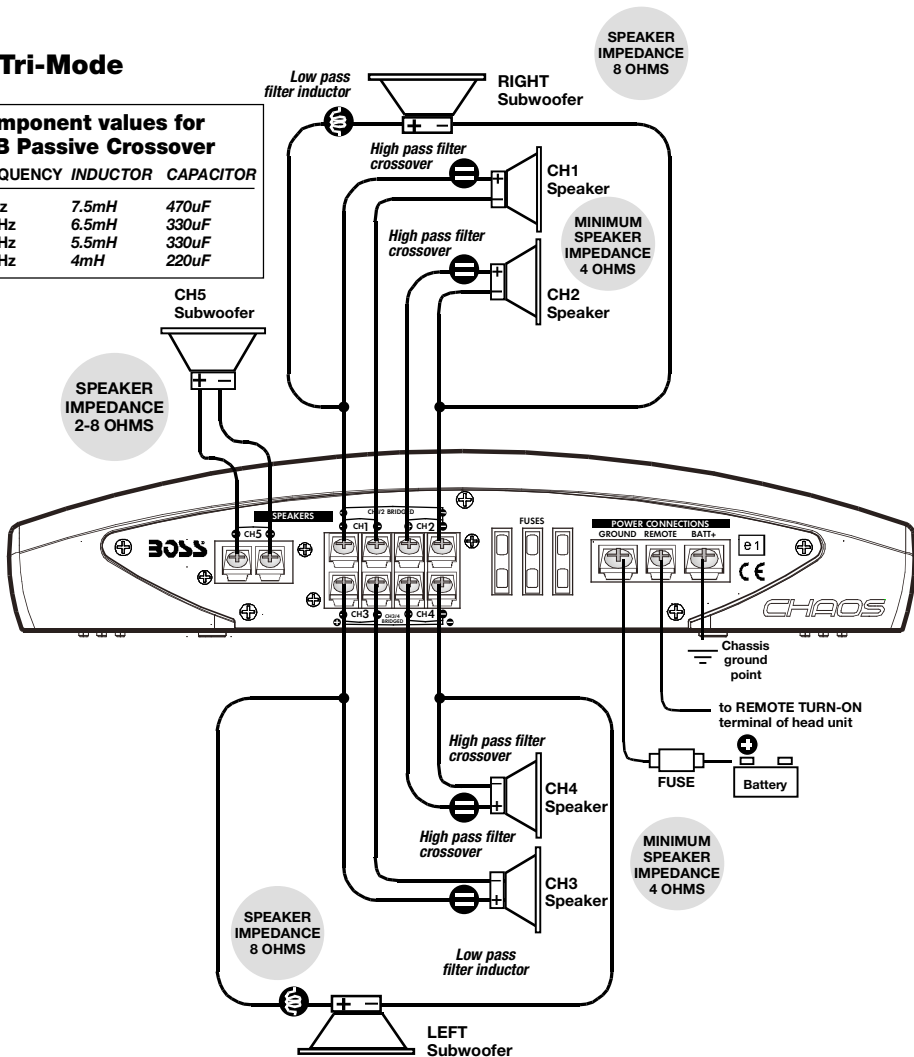 Tri-Mode
mponent values for
B Passive Crossover
QUENCY INDUCTOR CAPACITOR
z 7.5mH 470uF
Hz 6.5mH 330uF
Hz 5.5mH 330uF
Hz 4mH 220uF
SPEAKER
IMPEDANCE
8 OHMS
Low pass
filter inductor
RIGHT
Subwoofer
+ −
High pass filter
crossover
+
−
CH1
Speaker
MINIMUM
SPEAKER
IMPEDANCE
4 OHMS
High pass filter
crossover
+
−
CH2
Speaker
CH5
Subwoofer
+ −
SPEAKER
IMPEDANCE
2-8 OHMS
SPEAKERS
CH5
CH1/2 BRIDGED
CH1 CH2
FUSES
POWER CONNECTIONS
GROUND REMOTE BATT+
BOSS
e1
CE
CH3 CH3/4 BRIDGED CH4
CHAOS
Chassis
ground
point
to REMOTE TURN-ON
terminal of head unit
+
FUSE
Battery
High pass filter
crossover
−
+
CH4
Speaker
High pass filter
crossover
−
+
CH3
Speaker
MINIMUM
SPEAKER
IMPEDANCE
4 OHMS
SPEAKER
IMPEDANCE
8 OHMS
Low pass
filter inductor
+ −
LEFT
Subwoofer